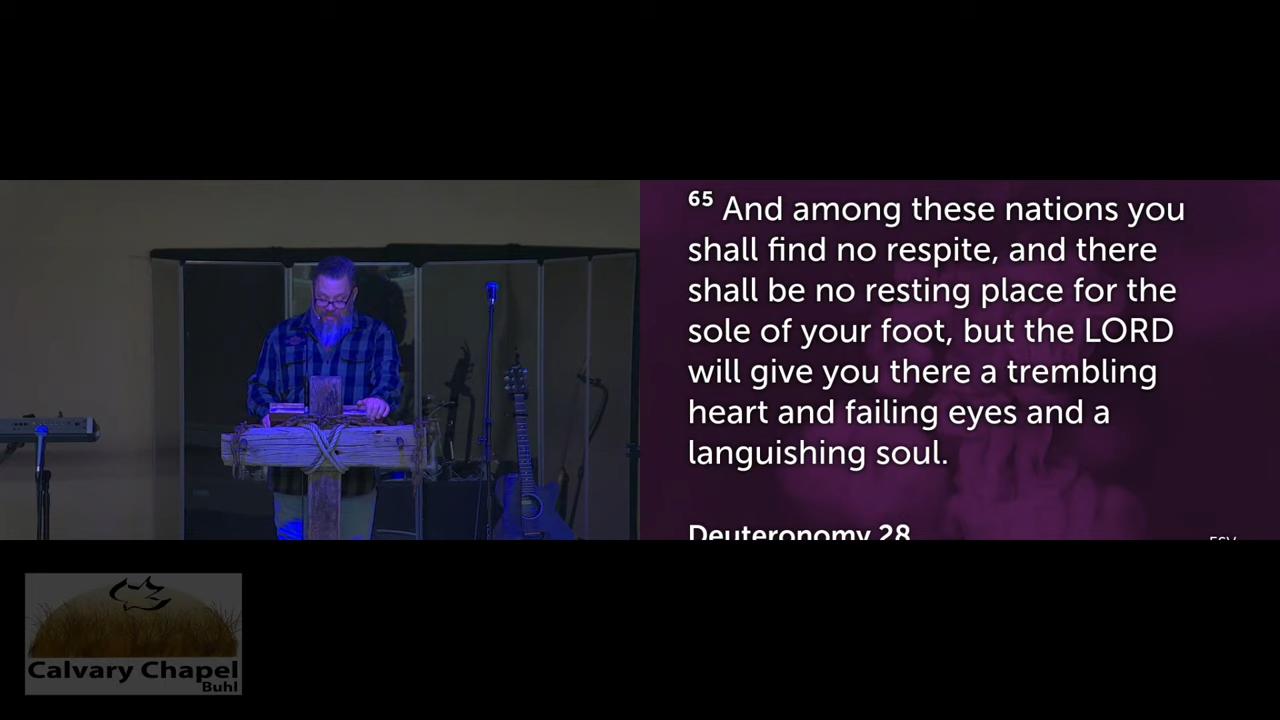 65 And among these nations you
shall find no respite, and there
shall be no resting place for the
sole of your foot, but the LORD
will give you there a trembling
heart and failing eyes and a
languishing soul.
Deuteronomy 28
ESV
Calvary Chapel
Buhl